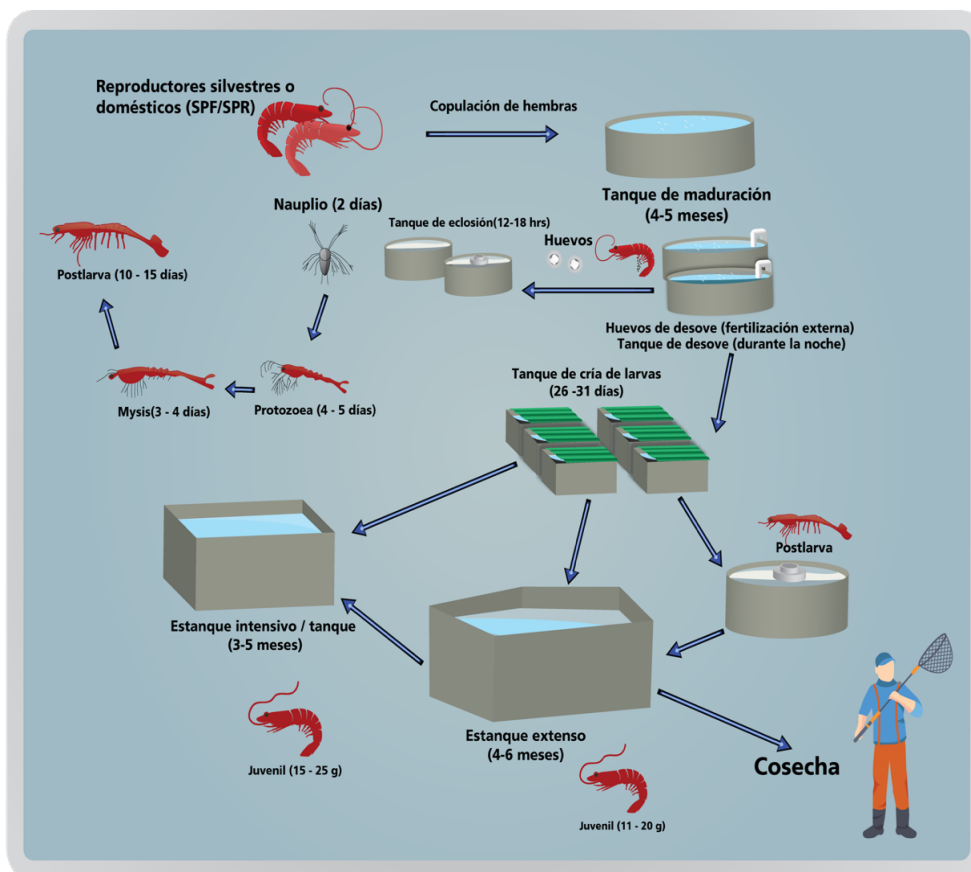 Reproductores silvestres o
domésticos (SPF/SPR)
Copulación de hembras
Tanque de maduración
(4-5 meses)
Nauplio (2 días)
Tanque de eclosión(12-18 hrs)
Huevos
Postlarva (10 - 15 días)
Huevos de desove (fertilización externa)
Tanque de desove (durante la noche)
Tanque de cría de larvas
(26 -31 días)
Mysis(3 - 4 días)
Protozoea (4 - 5 días)
Postlarva
Estanque intensivo / tanque
(3-5 meses)
Estanque extenso
(4-6 meses)
Cosecha
Juvenil (15 - 25 g)
Juvenil (11 - 20 g)